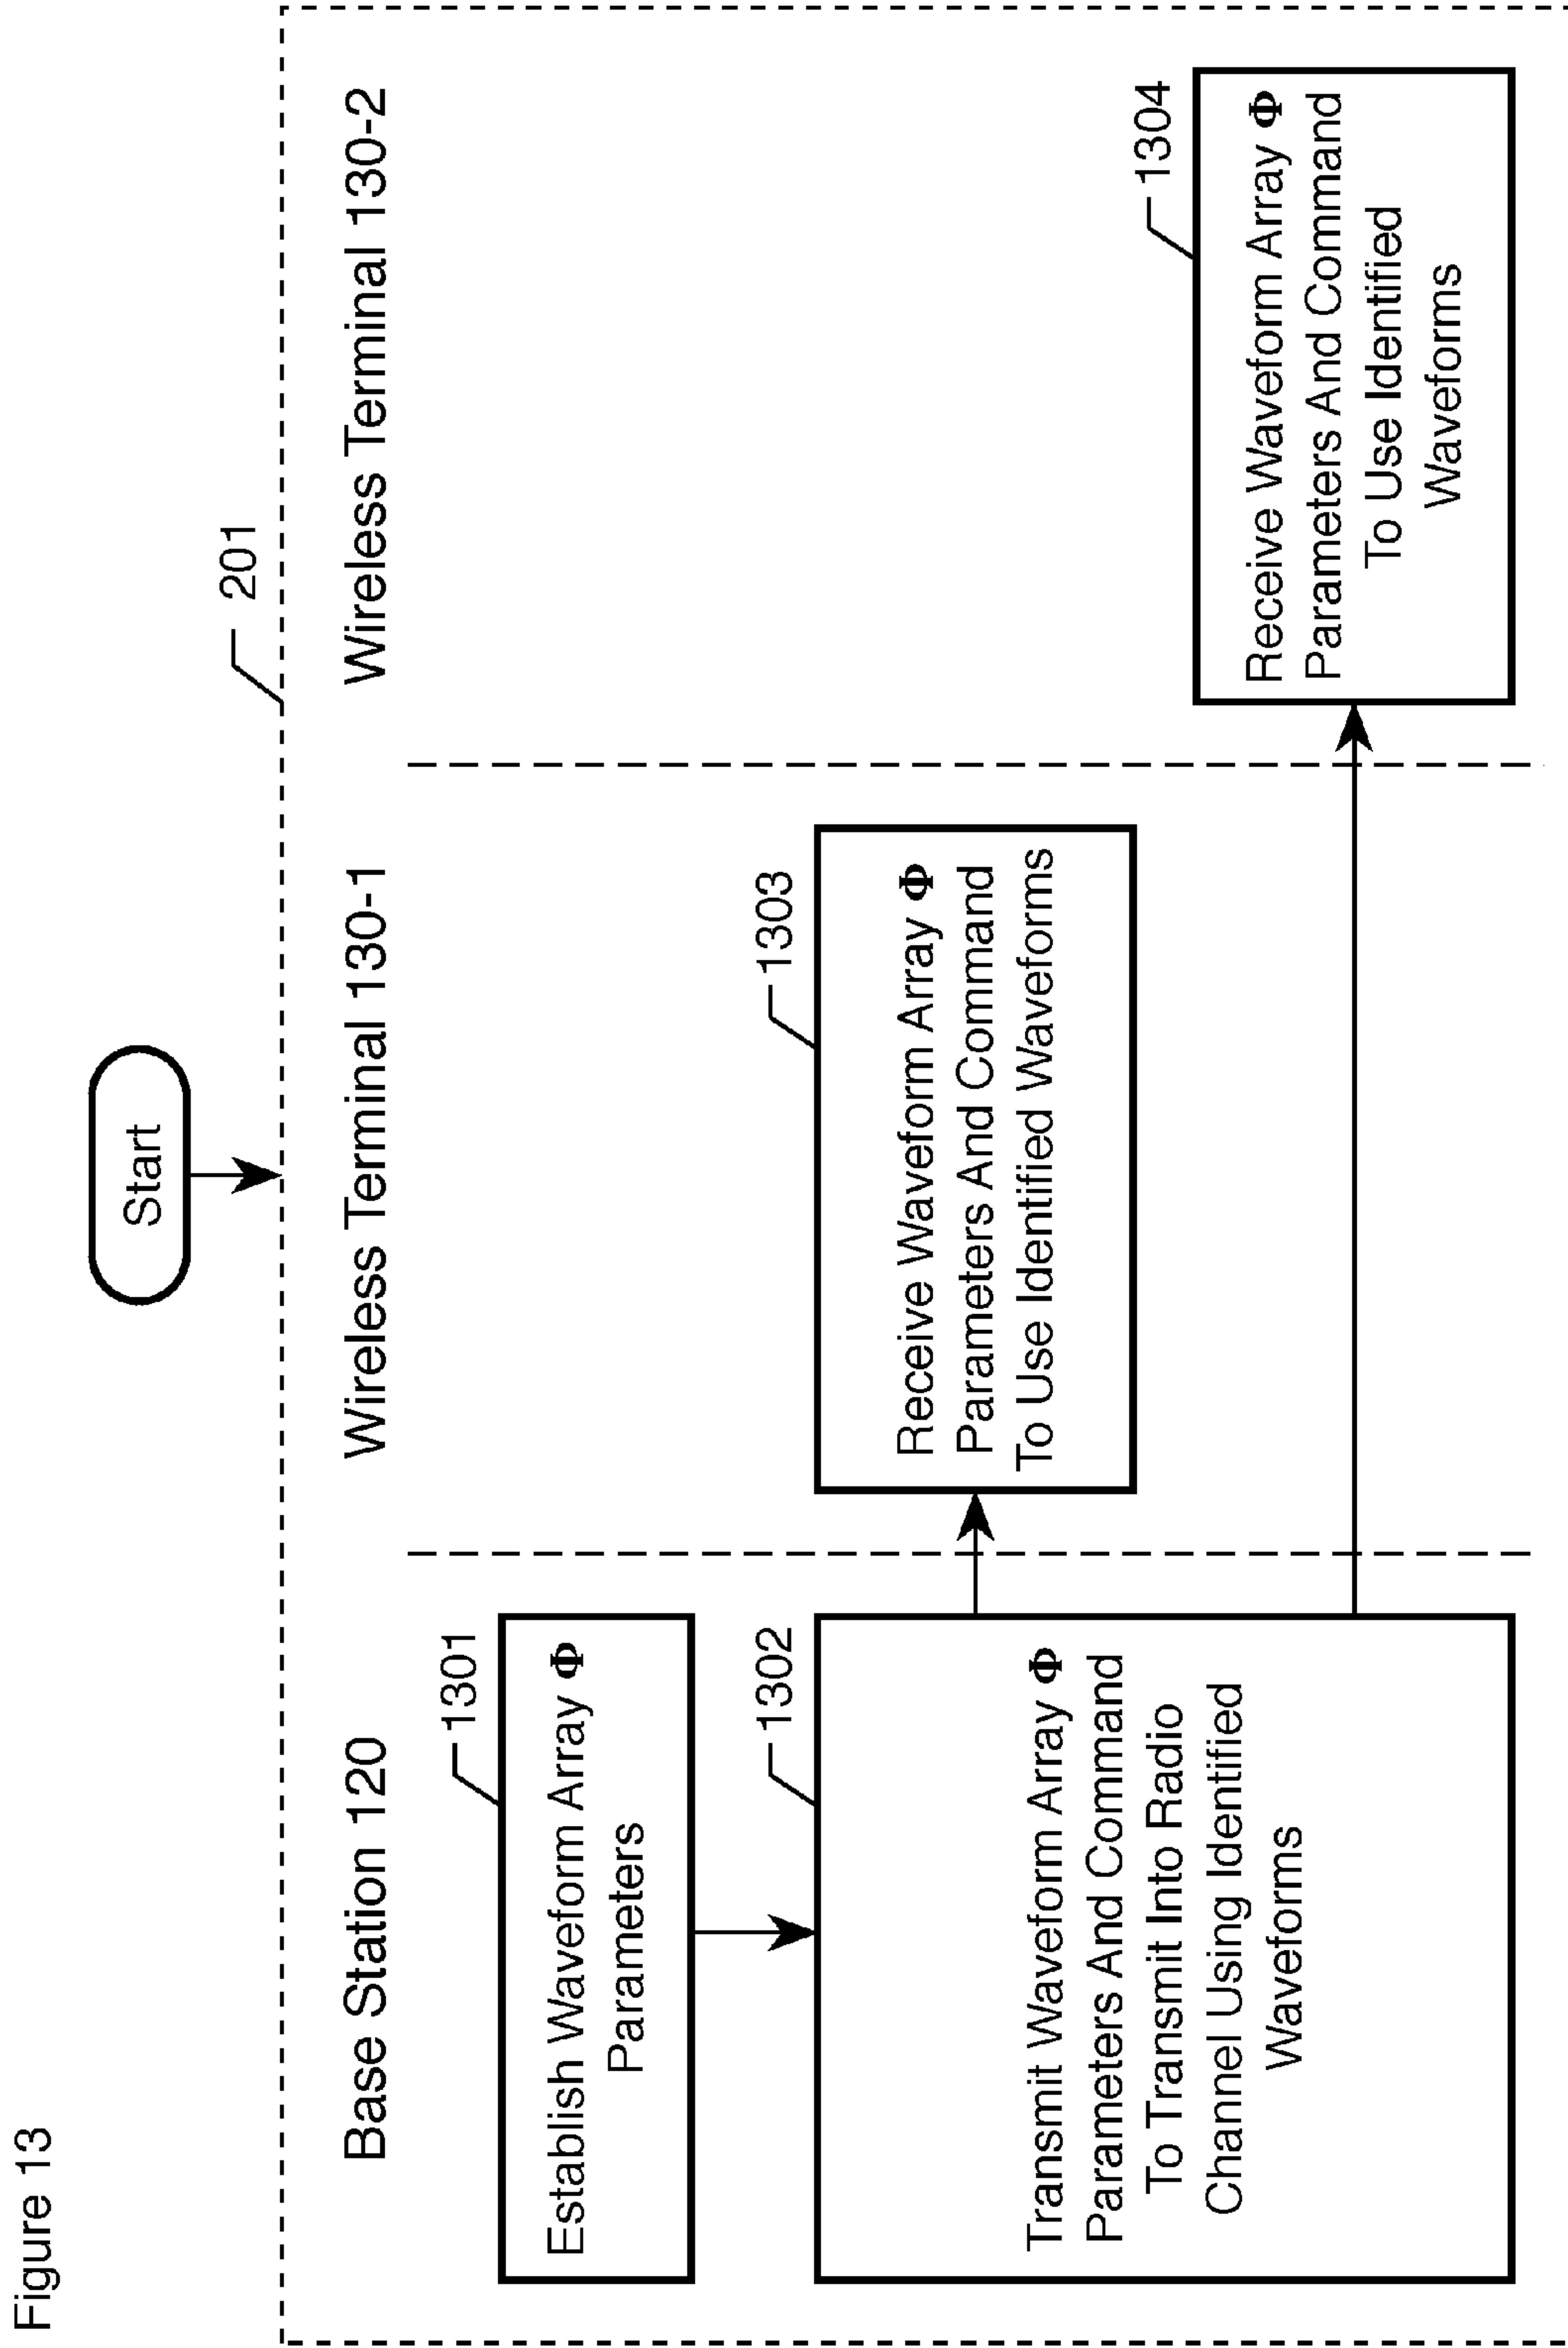 Figure 13
Start
201
Base Station 120
Wireless Terminal 130-1
Wireless Terminal 130-2
1301
Establish Waveform Array Φ
Parameters
1302
Transmit Waveform Array Φ
Parameters And Command
To Transmit Into Radio
Channel Using Identified
Waveforms
1303
Receive Waveform Array Φ
Parameters And Command
To Use Identified Waveforms
1304
Receive Waveform Array Φ
Parameters And Command
To Use Identified
Waveforms